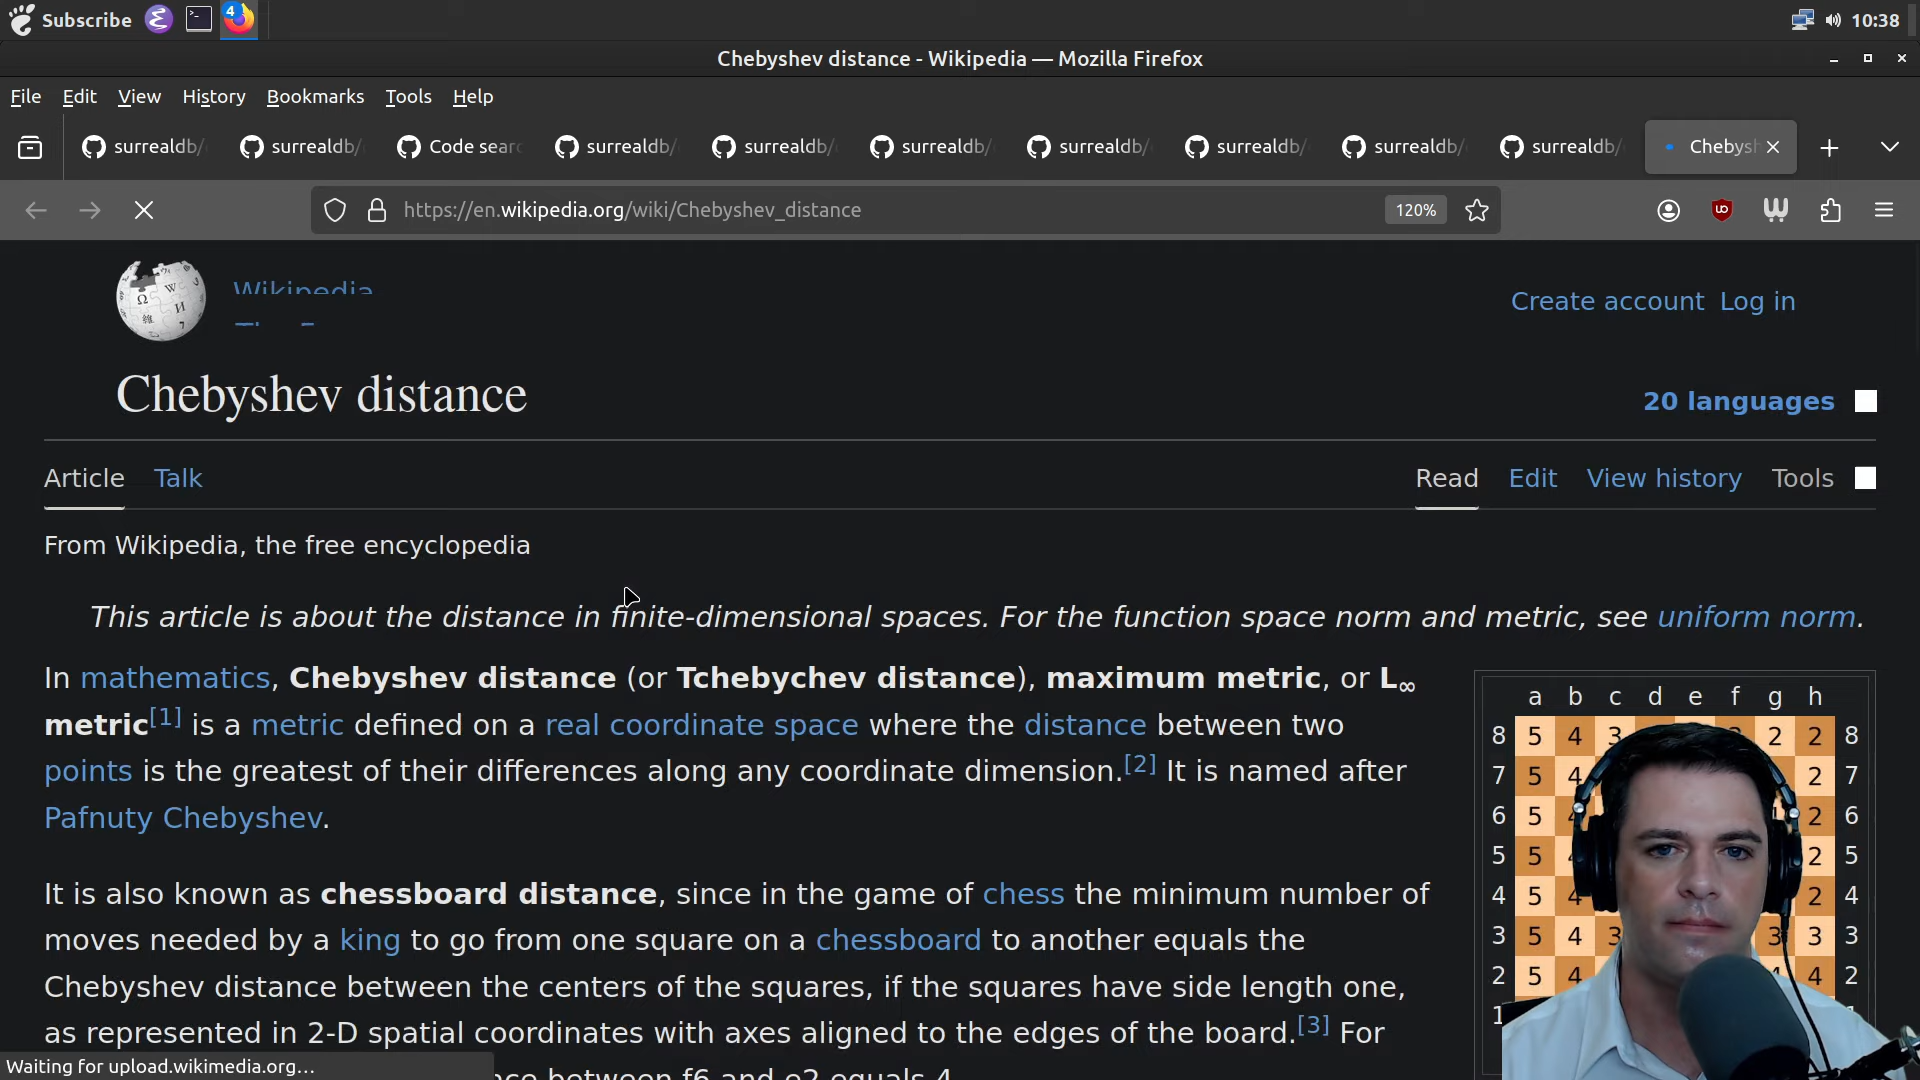 Subscribe
4
10:38
Chebyshev distance - Wikipedia — Mozilla Firefox
File Edit View History Bookmarks Tools Help
surrealdb/ surrealdb/ Code sear surrealdb/ surrealdb/ surrealdb/ surrealdb/ surrealdb/ surrealdb/ surrealdb/ Chebysh
https://en.wikipedia.org/wiki/Chebyshev_distance 120%
Wikipedia
Create account Log in
Chebyshev distance
20 languages
Article Talk Read Edit View history Tools
From Wikipedia, the free encyclopedia
This article is about the distance in finite-dimensional spaces. For the function space norm and metric, see uniform norm.
In mathematics, Chebyshev distance (or Tchebychev distance), maximum metric, or L∞
metric[1] is a metric defined on a real coordinate space where the distance between two
points is the greatest of their differences along any coordinate dimension.[2] It is named after
Pafnuty Chebyshev.
It is also known as chessboard distance, since in the game of chess the minimum number of
moves needed by a king to go from one square on a chessboard to another equals the
Chebyshev distance between the centers of the squares, if the squares have side length one,
as represented in 2-D spatial coordinates with axes aligned to the edges of the board.[3] For
between f6 and e2 equals 4.
a b c d e f g h
8 5 4 3 2 2 8
7 5 4 2 7
6 5 2 6
5 5 2 5
4 5 4 2 4
3 5 4 3 3 3 3
2 5 4 4 2
1
Waiting for upload.wikimedia.org...